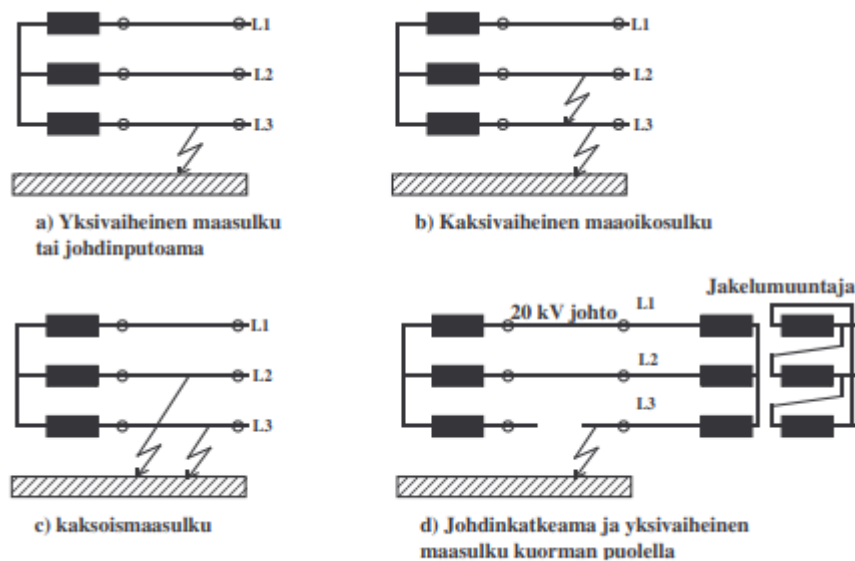 L1
L2
L3
a) Yksivaiheinen maasulku
tai johdinputoama
L1
L2
L3
b) Kaksivaiheinen maaoikosulku
L1
L2
L3
c) kaksoismaasulku
Jakelumuuntaja
20 kV johto
L1
L2
L3
d) Johdinkatkeama ja yksivaiheinen
maasulku kuorman puolella